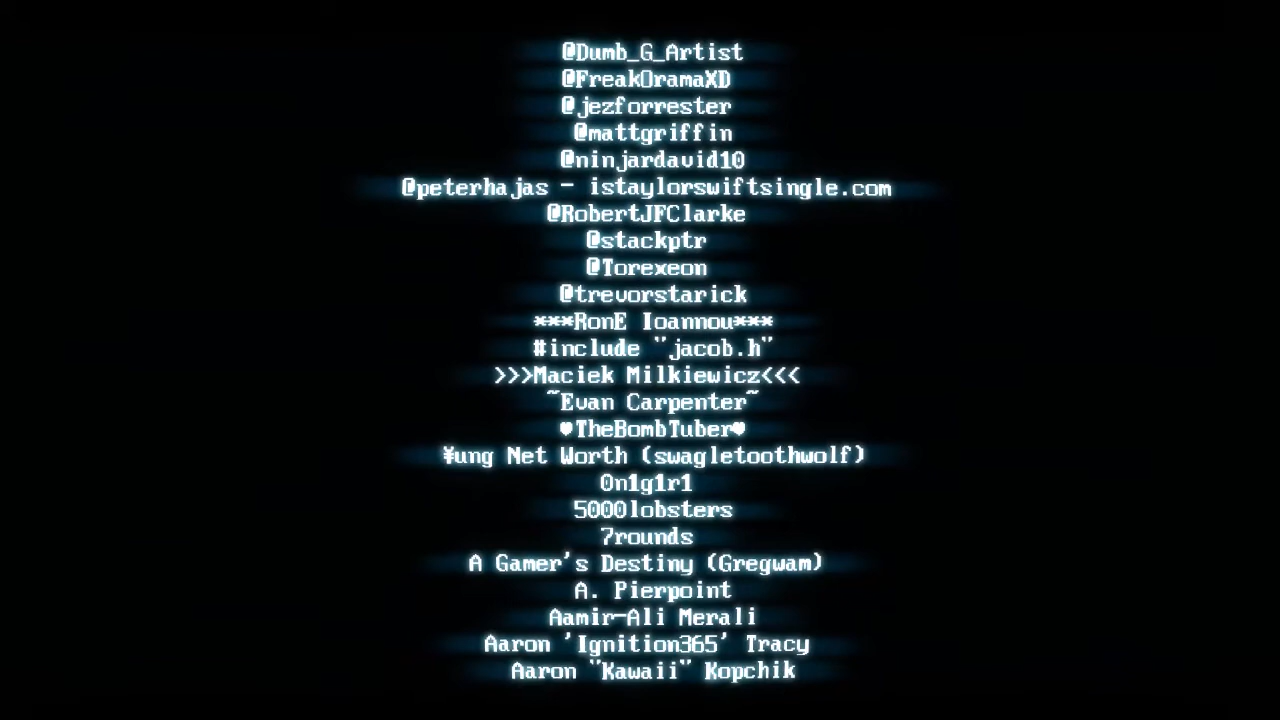 @Dumb_G_Artist
@Freak0ramaXD
@jezforrester
@mattgriffin
@ninjardavid10
@peterhajas - istaylorswiftsingle.com
@RobertJFClarke
@stackptr
@Torexeon
@trevorstarick
***RonE Ioannou***
#include "jacob.h"
>>>Maciek Milkiewicz<<<
~Evan Carpenter~
♥TheBombTuber♥
¥ung Net Worth (swagletoothwolf)
0n1g1r1
5000lobsters
7rounds
A Gamer's Destiny (Gregwam)
A. Pierpoint
Aamir-Ali Merali
Aaron 'Ignition365' Tracy
Aaron "Kawaii" Kopchik